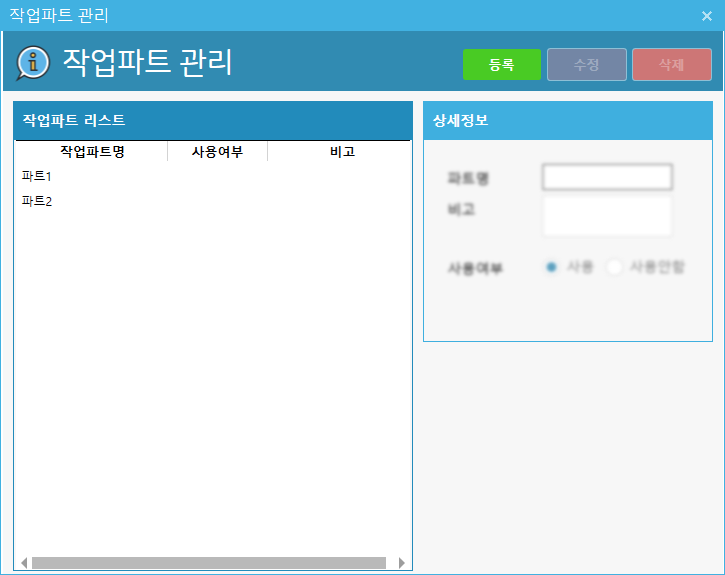 작업파트 관리
작업파트 관리
등록 수정 삭제
작업파트 리스트
작업파트명 사용여부 비고
파트1
파트2
상세정보
파트명
비고
사용여부 사용 사용안함